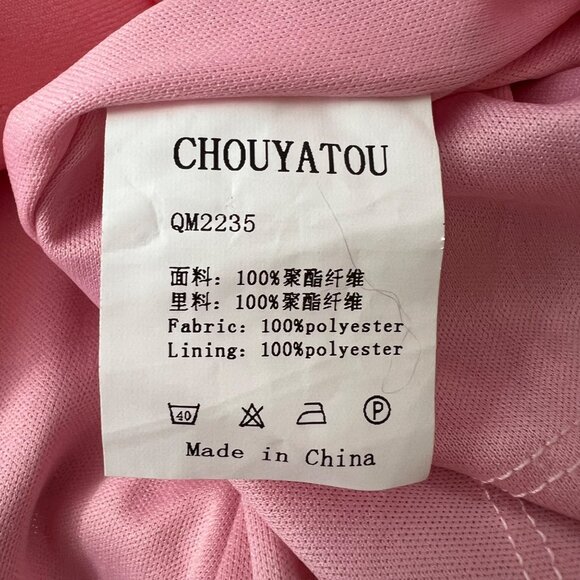 CHOUYATOU
QM2235
面料: 100%聚酯纤维
里料: 100%聚酯纤维
Fabric: 100%polyester
Lining: 100%polyester
40 P
Made in China